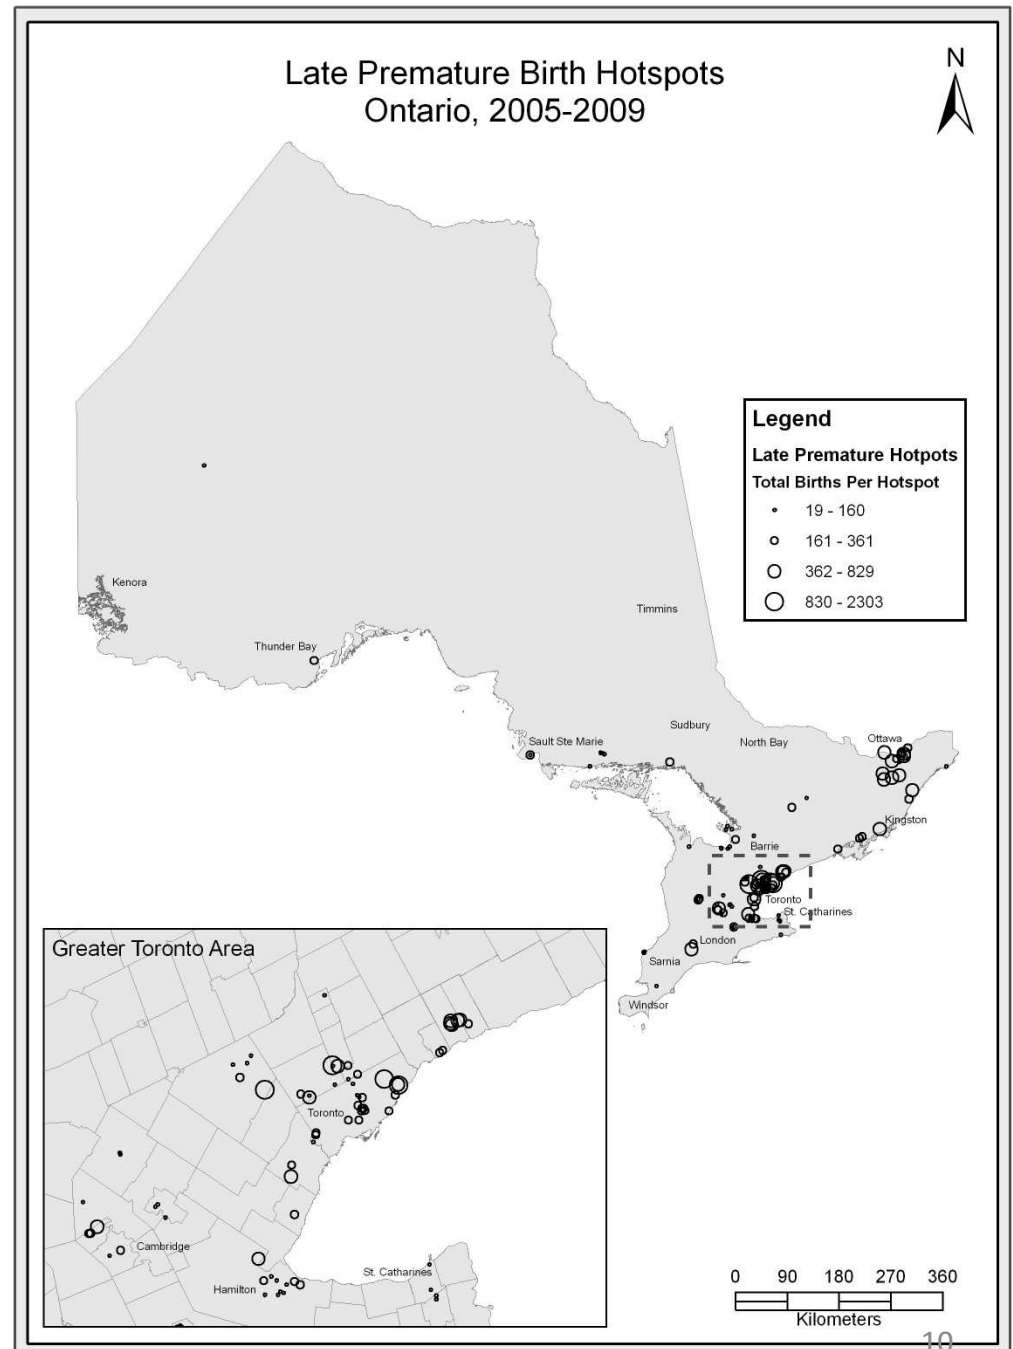 Late Premature Birth Hotspots
Ontario, 2005-2009
N
Legend
Late Premature Hotpots
Total Births Per Hotspot
19 - 160
161 - 361
362 - 829
830 - 2303
Kenora
Timmins
Thunder Bay
Sudbury
Sault Ste Marie
North Bay
Ottawa
Kingston
Barrie
Toronto
St. Catharines
London
Sarnia
Windsor
Greater Toronto Area
Toronto
Cambridge
St. Catharines
Hamilton
0 90 180 270 360
Kilometers
10